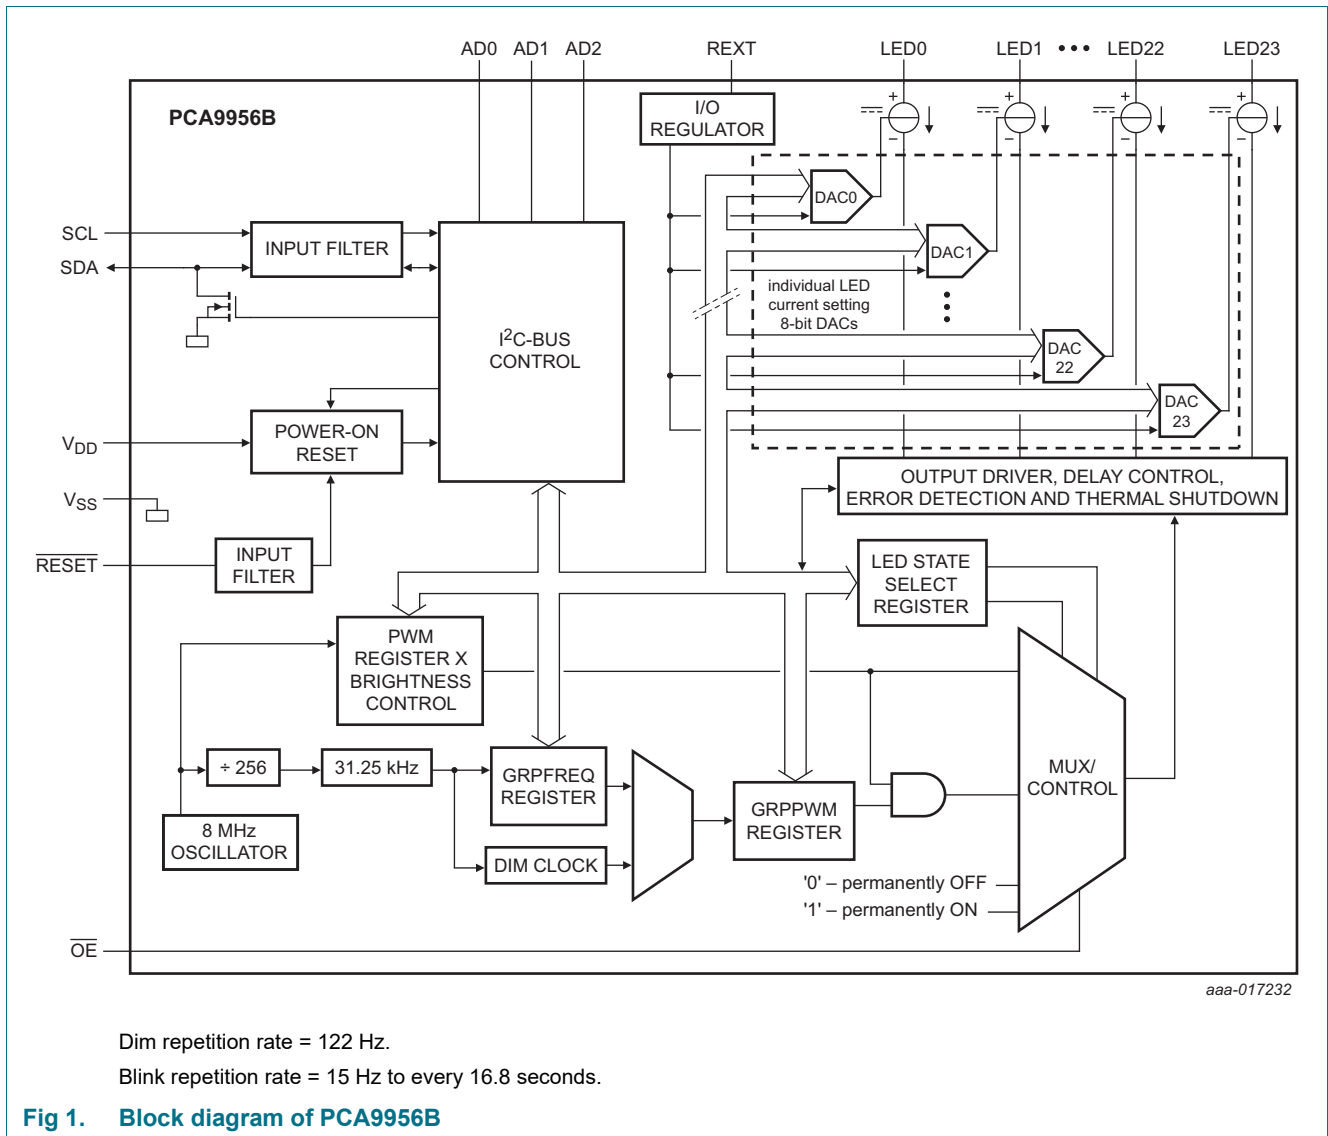 AD0 AD1 AD2 REXT LED0 LED1 ••• LED22 LED23
PCA9956B
I/O
REGULATOR
+ + + +
− − − −
DAC0
SCL
INPUT FILTER
DAC1
SDA
individual LED
current setting
8-bit DACs
I²C-BUS
CONTROL
DAC
22
DAC
23
POWER-ON
RESET
VDD
OUTPUT DRIVER, DELAY CONTROL,
ERROR DETECTION AND THERMAL SHUTDOWN
VSS
INPUT
FILTER
RESET
LED STATE
SELECT
REGISTER
PWM
REGISTER X
BRIGHTNESS
CONTROL
÷ 256
31.25 kHz
GRPFREQ
REGISTER
MUX/
CONTROL
GRPPWM
REGISTER
8 MHz
OSCILLATOR
DIM CLOCK
'0' – permanently OFF
'1' – permanently ON
OE
aaa-017232
Dim repetition rate = 122 Hz.
Blink repetition rate = 15 Hz to every 16.8 seconds.
Fig 1. Block diagram of PCA9956B